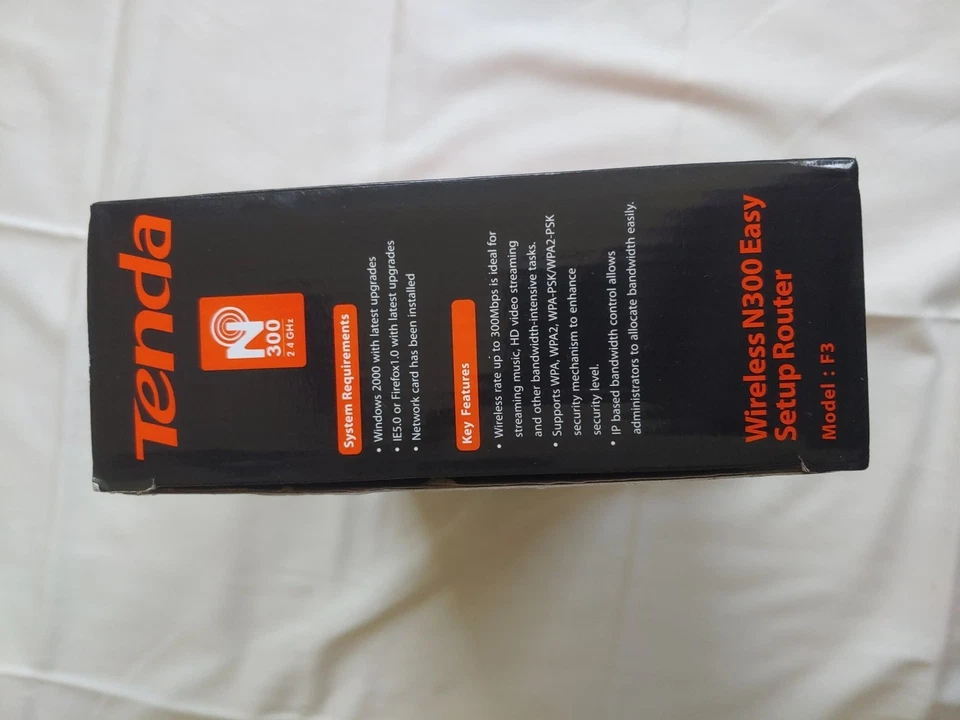 Tenda
N
300
2.4 GHz
System Requirements
• Windows 2000 with latest upgrades
• IE5.0 or Firefox1.0 with latest upgrades
• Network card has been installed
Key Features
• Wireless rate up to 300Mbps is ideal for
streaming music, HD video streaming
and other bandwidth-intensive tasks.
• Supports WPA, WPA2, WPA-PSK/WPA2-PSK
security mechanism to enhance
security level.
• IP based bandwidth control allows
administrators to allocate bandwidth easily.
Wireless N300 Easy
Setup Router
Model : F3